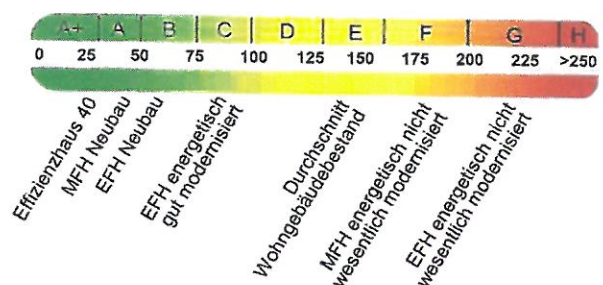 A+ A B C D E F G H
0 25 50 75 100 125 150 175 200 225 >250
Effizienzhaus 40
MFH Neubau
EFH Neubau
EFH energetisch
gut modernisiert
Durchschnitt
Wohngebäudebestand
MFH energetisch nicht
wesentlich modernisiert
EFH energetisch nicht
wesentlich modernisiert